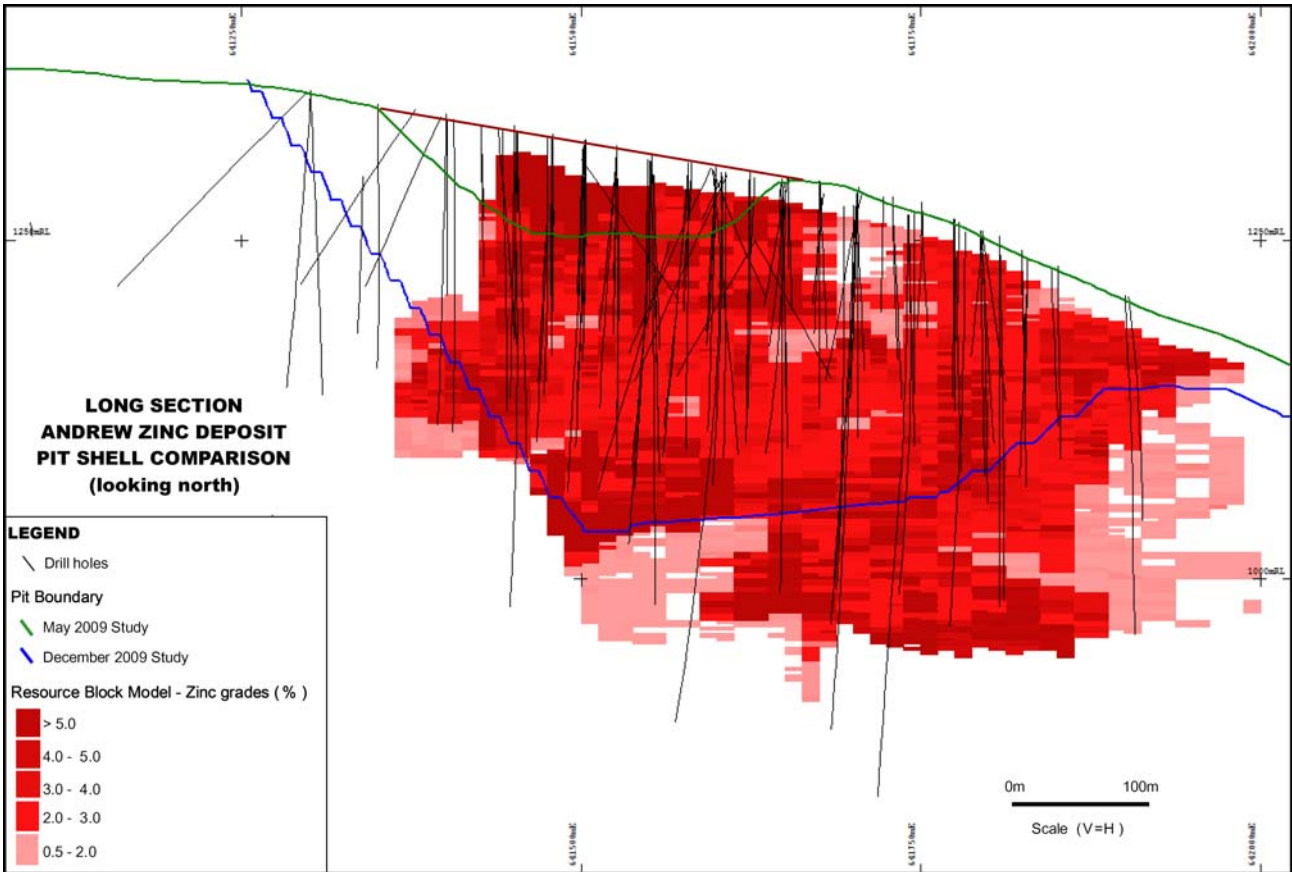 641250mE
641500mE
641750mE
642000mE
1250mRL
1250mRL
LONG SECTION
ANDREW ZINC DEPOSIT
PIT SHELL COMPARISON
(looking north)
LEGEND
Drill holes
Pit Boundary
May 2009 Study
December 2009 Study
Resource Block Model - Zinc grades ( % )
> 5.0
4.0 - 5.0
3.0 - 4.0
2.0 - 3.0
0.5 - 2.0
1000mRL
0m 100m
Scale (V=H )
641500mE
641750mE
642000mE